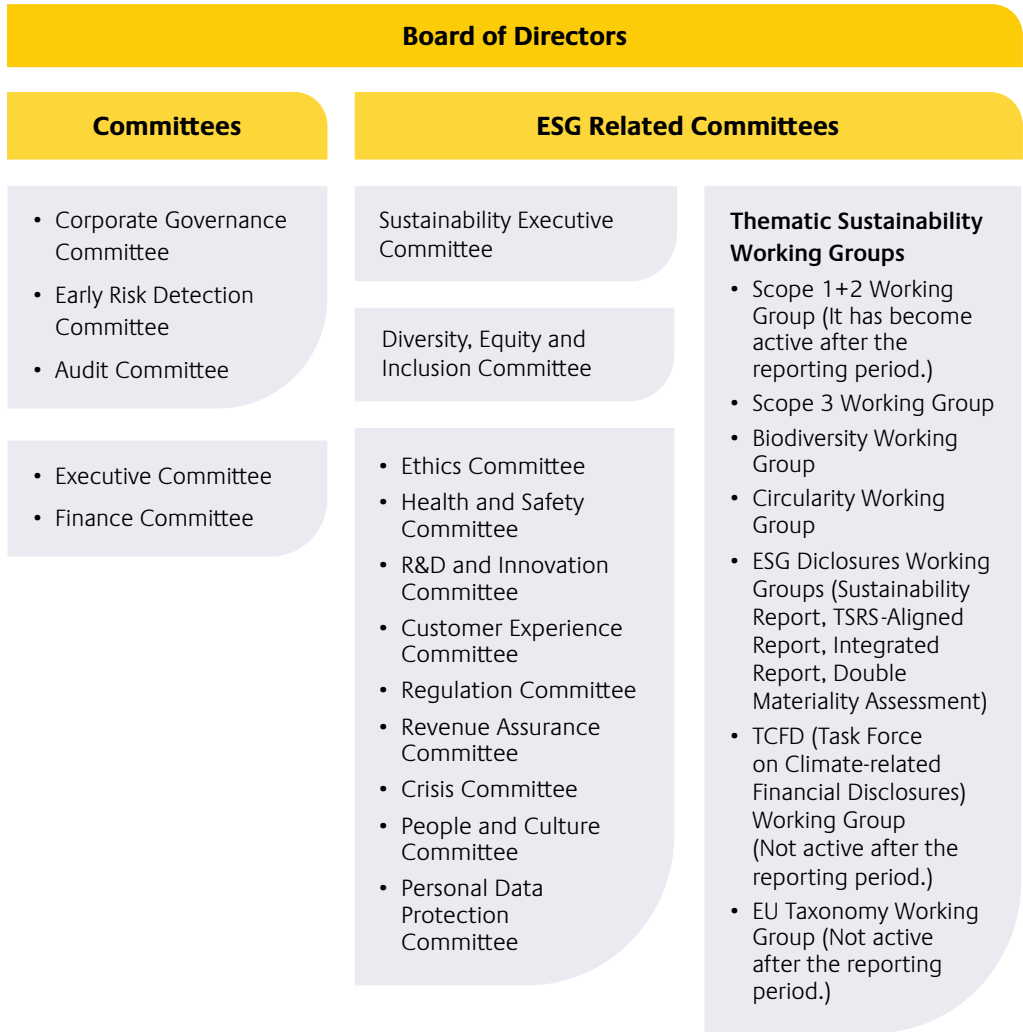 Board of Directors
Committees
• Corporate Governance
Committee
• Early Risk Detection
Committee
• Audit Committee
• Executive Committee
• Finance Committee
ESG Related Committees
Sustainability Executive
Committee
Diversity, Equity and
Inclusion Committee
• Ethics Committee
• Health and Safety
Committee
• R&D and Innovation
Committee
• Customer Experience
Committee
• Regulation Committee
• Revenue Assurance
Committee
• Crisis Committee
• People and Culture
Committee
• Personal Data
Protection
Committee
Thematic Sustainability
Working Groups
• Scope 1+2 Working
Group (It has become
active after the
reporting period.)
• Scope 3 Working Group
• Biodiversity Working
Group
• Circularity Working
Group
• ESG Diclosures Working
Groups (Sustainability
Report, TSRS-Aligned
Report, Integrated
Report, Double
Materiality Assessment)
• TCFD (Task Force
on Climate-related
Financial Disclosures)
Working Group
(Not active after the
reporting period.)
• EU Taxonomy Working
Group (Not active
after the reporting
period.)